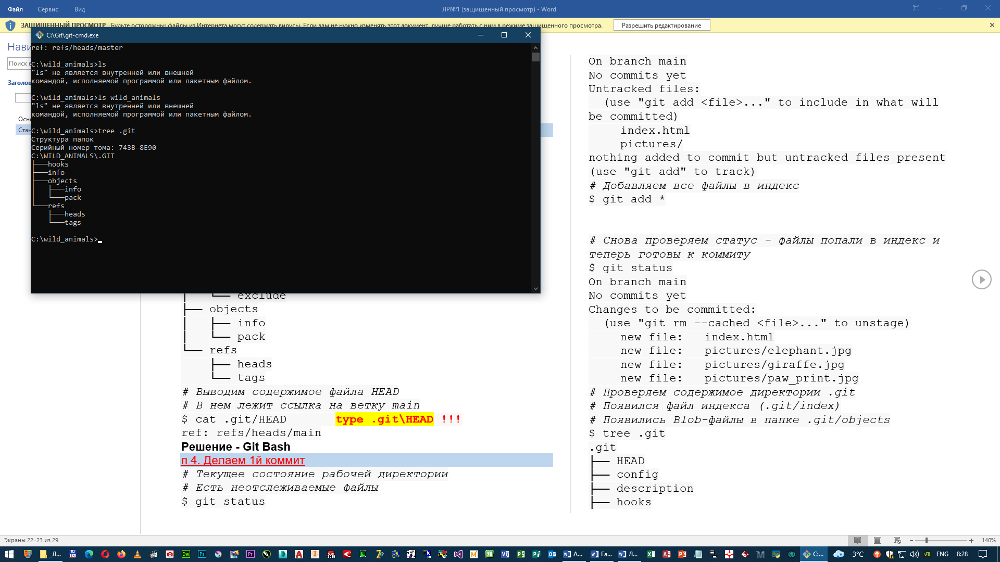 Файл Сервис Вид ЛР№1 (защищенный просмотр) - Word
ЗАЩИЩЕННЫЙ ПРОСМОТР Будьте осторожны: файлы из Интернета могут содержать вирусы. Если вам не нужно изменять этот документ, лучше работать с ним в режиме защищенного просмотра. Разрешить редактирование
C:\Git\git-cmd.exe
ref: refs/heads/master
C:\wild_animals>ls
"ls" не является внутренней или внешней
командой, исполняемой программой или пакетным файлом.
C:\wild_animals>ls wild_animals
"ls" не является внутренней или внешней
командой, исполняемой программой или пакетным файлом.
C:\wild_animals>tree .git
Структура папок
Серийный номер тома: 743B-8E90
C:\WILD_ANIMALS\.GIT
├───hooks
├───info
├───objects
│   ├───info
│   └───pack
└───refs
    ├───heads
    └───tags
C:\wild_animals>
exclude
├── objects
│   ├── info
│   └── pack
└── refs
    ├── heads
    └── tags
# Выводим содержимое файла HEAD
# В нем лежит ссылка на ветку main
$ cat .git/HEAD type .git\HEAD !!!
ref: refs/heads/main
Решение - Git Bash
п 4. Делаем 1й коммит
# Текущее состояние рабочей директории
# Есть неотслеживаемые файлы
$ git status
On branch main
No commits yet
Untracked files:
(use "git add <file>..." to include in what will
be committed)
index.html
pictures/
nothing added to commit but untracked files present
(use "git add" to track)
# Добавляем все файлы в индекс
$ git add *
# Снова проверяем статус - файлы попали в индекс и
теперь готовы к коммиту
$ git status
On branch main
No commits yet
Changes to be committed:
(use "git rm --cached <file>..." to unstage)
new file: index.html
new file: pictures/elephant.jpg
new file: pictures/giraffe.jpg
new file: pictures/paw_print.jpg
# Проверяем содержимое директории .git
# Появился файл индекса (.git/index)
# Появились Blob-файлы в папке .git/objects
$ tree .git
.git
├── HEAD
├── config
├── description
├── hooks
Экраны 22–23 из 29 140%
-3°C ENG 8:28